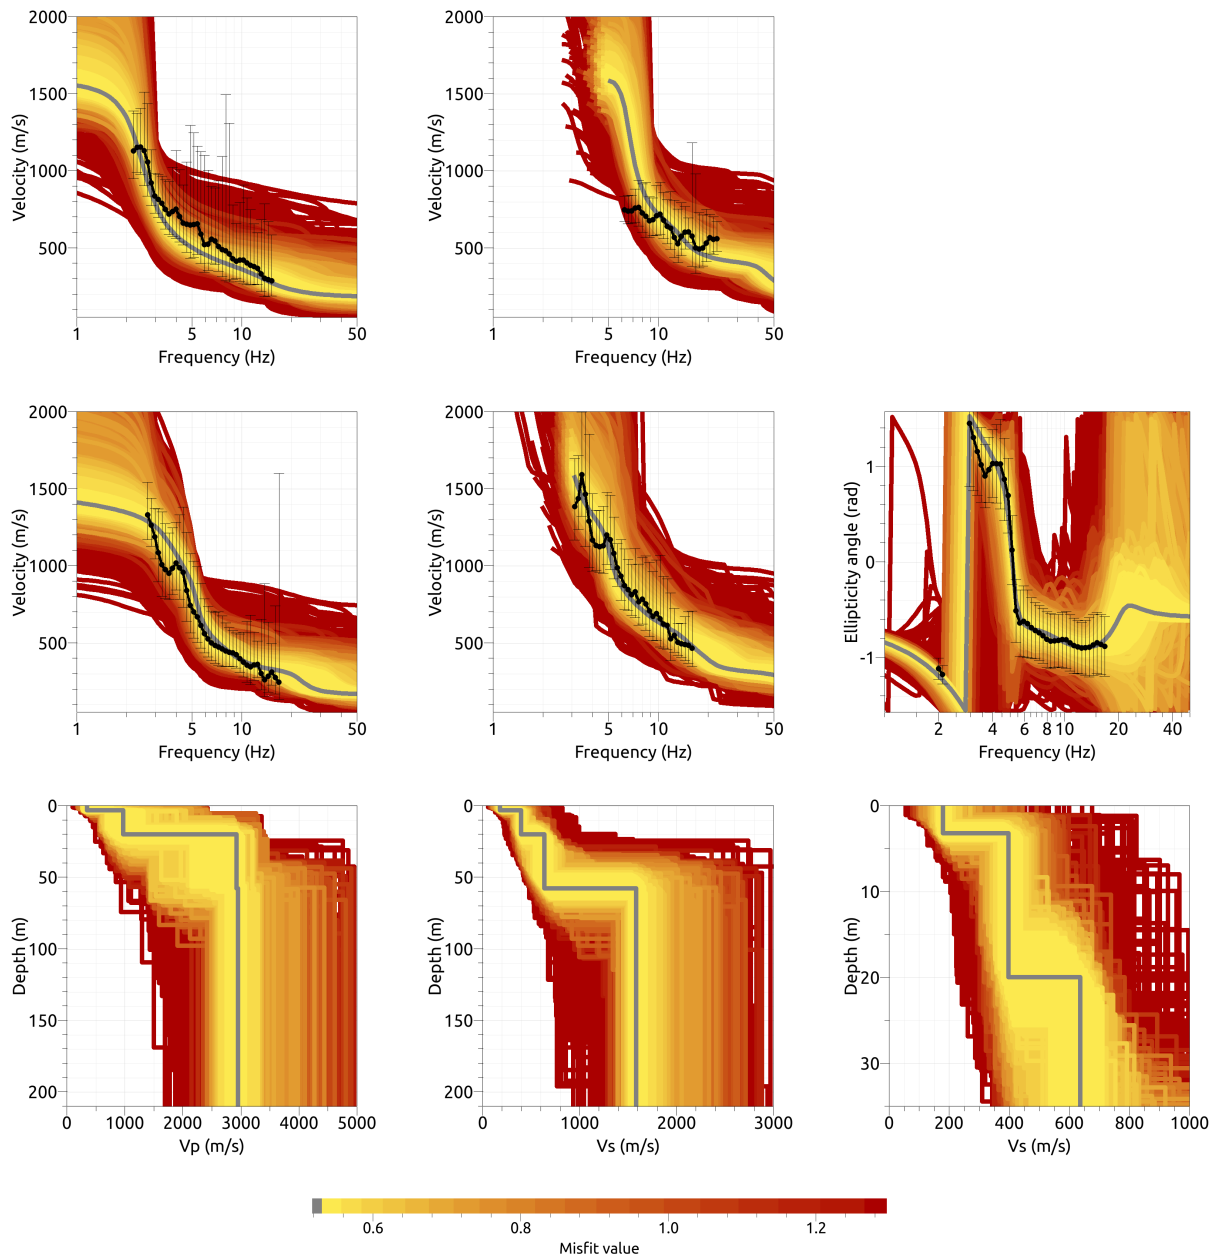 2000
1500
1000
500
Velocity (m/s)
1 5 10 50
Frequency (Hz)
2000
1500
1000
500
Velocity (m/s)
1 5 10 50
Frequency (Hz)
2000
1500
1000
500
Velocity (m/s)
1 5 10 50
Frequency (Hz)
2000
1500
1000
500
Velocity (m/s)
1 5 10 50
Frequency (Hz)
1
0
-1
Ellipticity angle (rad)
2 4 6 8 10 20 40
Frequency (Hz)
0
50
100
150
200
Depth (m)
0 1000 2000 3000 4000 5000
Vp (m/s)
0
50
100
150
200
Depth (m)
0 1000 2000 3000
Vs (m/s)
0
10
20
30
Depth (m)
0 200 400 600 800 1000
Vs (m/s)
0.6 0.8 1.0 1.2
Misfit value